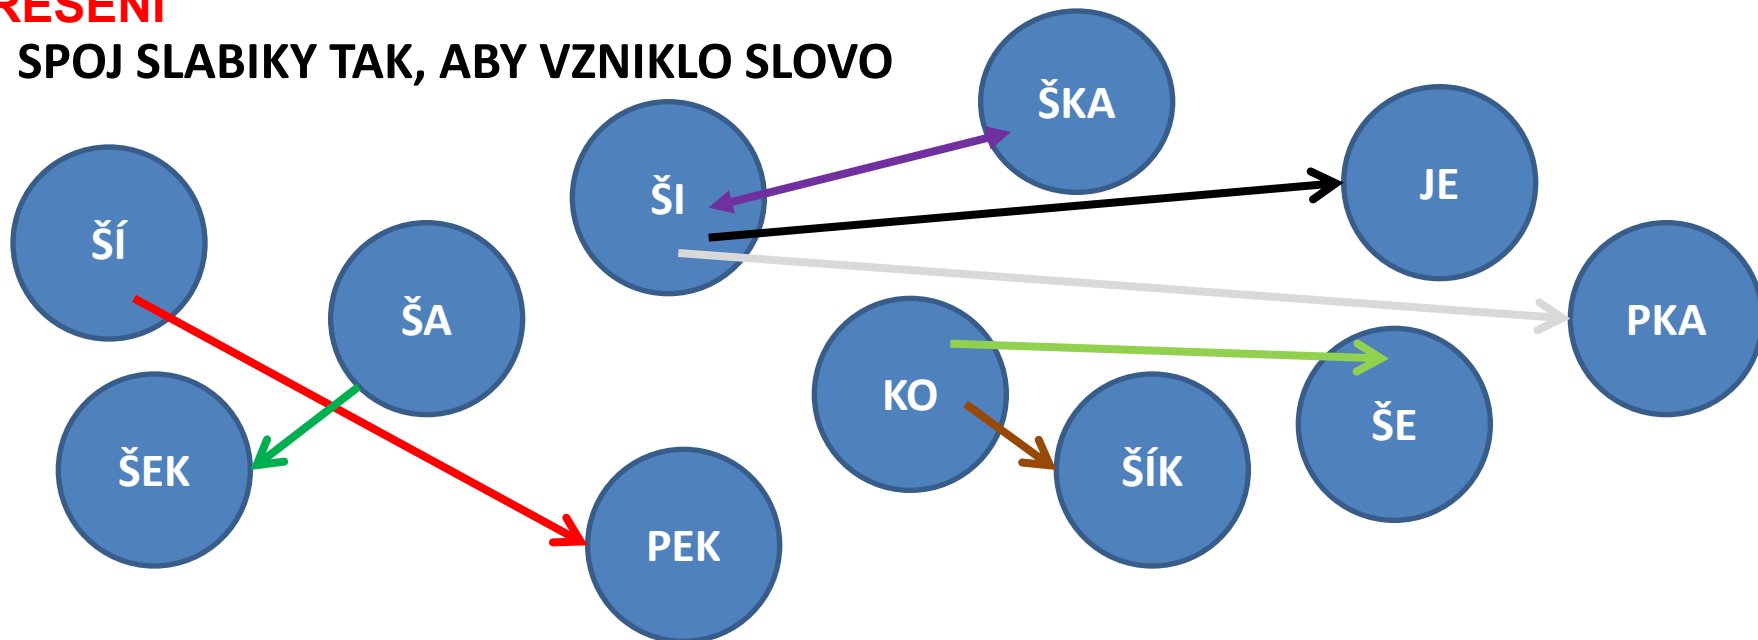 ŘEŠENÍ
SPOJ SLABIKY TAK, ABY VZNIKLO SLOVO
ŠKA
JE
ŠI
ŠÍ
ŠA
PKA
KO
ŠE
ŠEK
ŠÍK
PEK